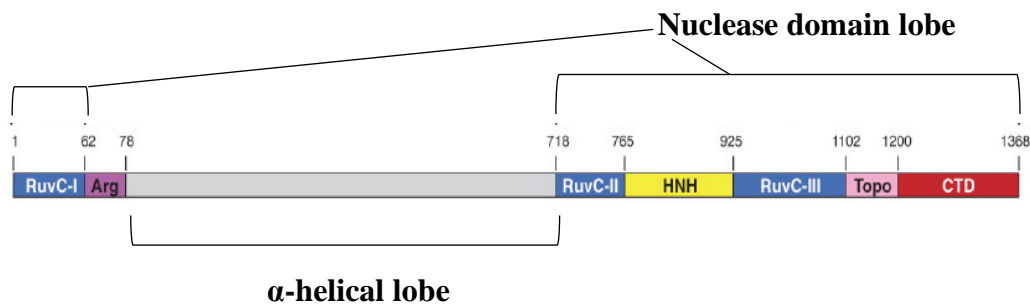 Nuclease domain lobe
1 62 78 718 765 925 1102 1200 1368
RuvC-I Arg RuvC-II HNH RuvC-III Topo CTD
α-helical lobe